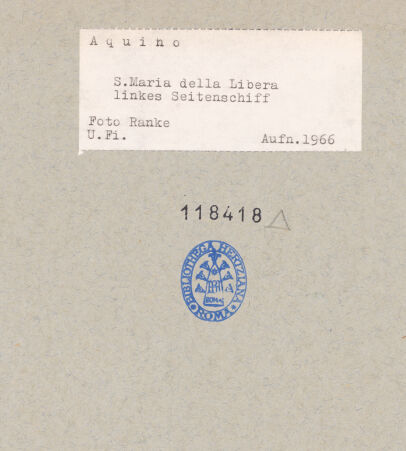 Aquino
S.Maria della Libera
linkes Seitenschiff
Foto Ranke
U.Fi.
Aufn.1966
118418
BIBLIOTHECA HERTZIANA
ROMA